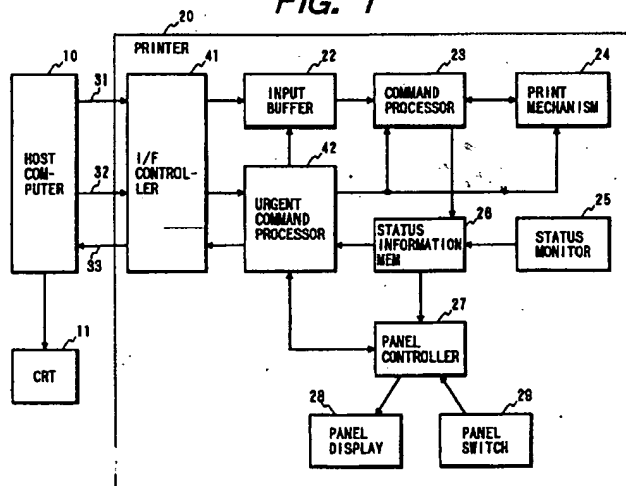 FIG. 1
20
PRINTER
10
31
41
22
23
24
HOST
COM-
PUTER
I/F
CONTROL-
LER
INPUT
BUFFER
COMMAND
PROCESSOR
PRINT
MECHANISM
32
42
URGENT
COMMAND
PROCESSOR
26
STATUS
INFORMATION
MEM
25
STATUS
MONITOR
33
11
CRT
27
PANEL
CONTROLLER
28
PANEL
DISPLAY
29
PANEL
SWITCH